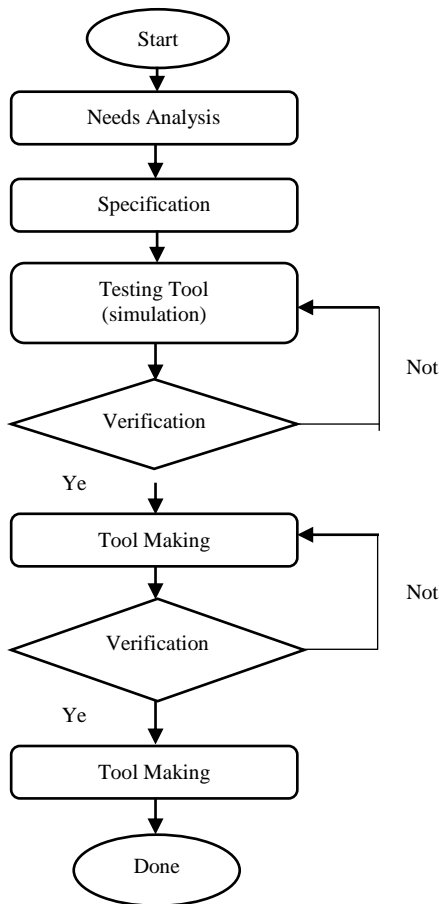 Start
Needs Analysis
Specification
Testing Tool
(simulation)
Not
Verification
Ye
Tool Making
Not
Verification
Ye
Tool Making
Done